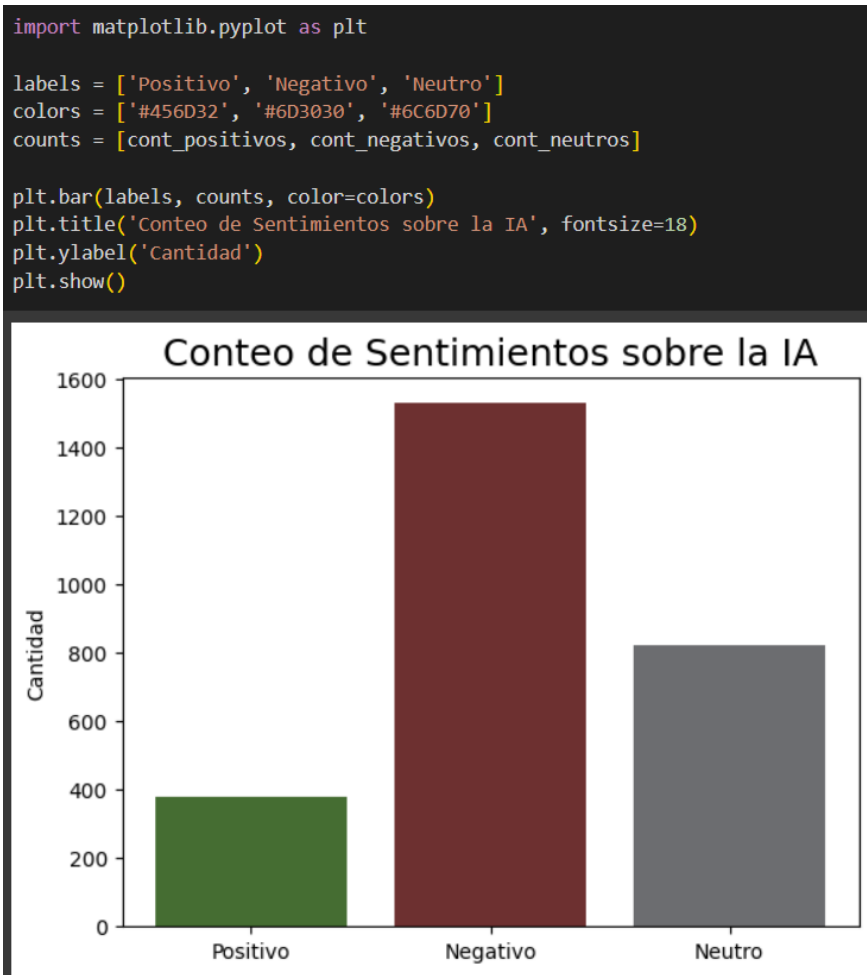 import matplotlib.pyplot as plt
labels = ['Positivo', 'Negativo', 'Neutro']
colors = ['#456D32', '#6D3030', '#6C6D70']
counts = [cont_positivos, cont_negativos, cont_neutros]
plt.bar(labels, counts, color=colors)
plt.title('Conteo de Sentimientos sobre la IA', fontsize=18)
plt.ylabel('Cantidad')
plt.show()
Conteo de Sentimientos sobre la IA
1600
1400
1200
1000
800
600
400
200
0
Cantidad
Positivo Negativo Neutro